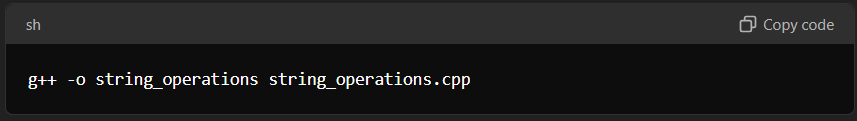 sh
Copy code
g++ -o string_operations string_operations.cpp